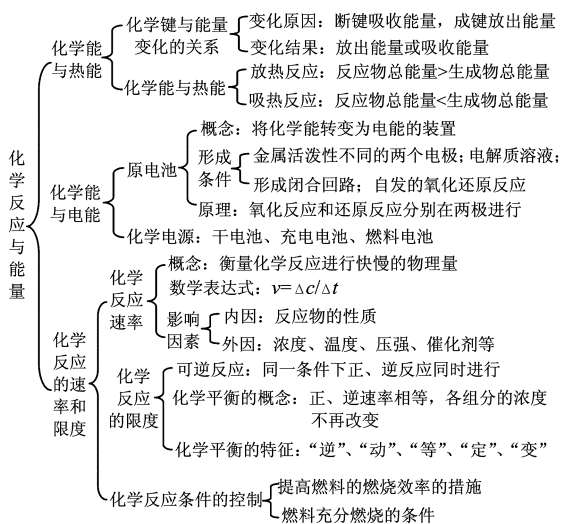 化学反应与能量
化学能
与热能
化学键与能量
变化的关系
变化原因：断键吸收能量，成键放出能量
变化结果：放出能量或吸收能量
化学能与热能
放热反应：反应物总能量>生成物总能量
吸热反应：反应物总能量<生成物总能量
化学能
与电能
原电池
概念：将化学能转变为电能的装置
形成
条件
金属活泼性不同的两个电极；电解质溶液；
形成闭合回路；自发的氧化还原反应
原理：氧化反应和还原反应分别在两极进行
化学电源：干电池、充电电池、燃料电池
化学
反应
的速
率和
限度
化学
反应
速率
概念：衡量化学反应进行快慢的物理量
数学表达式：v=Δc/Δt
影响
因素
内因：反应物的性质
外因：浓度、温度、压强、催化剂等
化学
反应
的限度
可逆反应：同一条件下正、逆反应同时进行
化学平衡的概念：正、逆速率相等，各组分的浓度
不再改变
化学平衡的特征：“逆”、“动”、“等”、“定”、“变”
化学反应条件的控制
提高燃料的燃烧效率的措施
燃料充分燃烧的条件